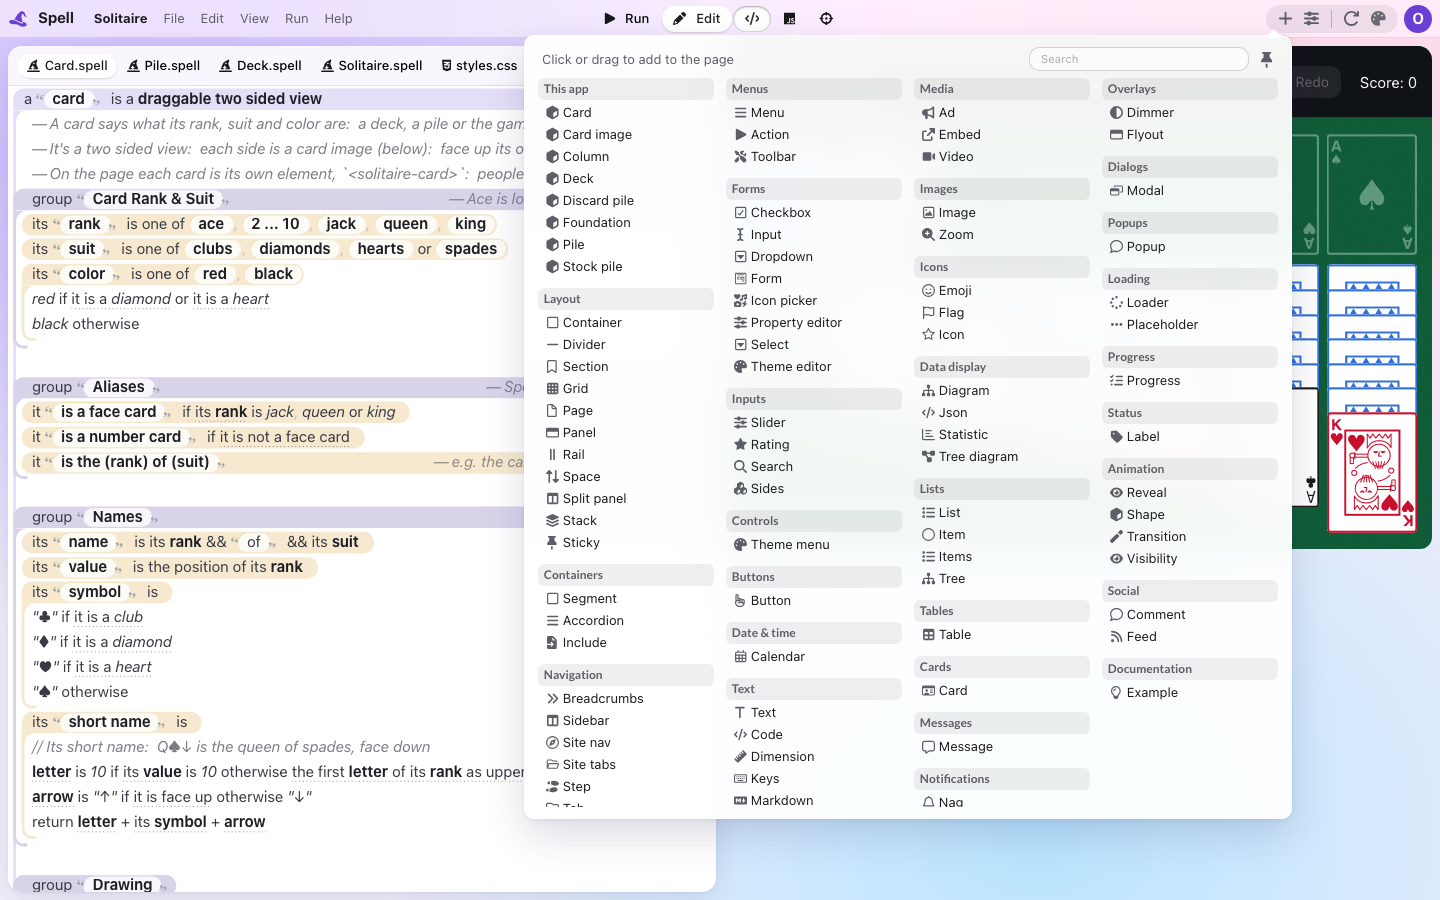 Spell Solitaire File Edit View Run Help Run Edit O
Card.spell Pile.spell Deck.spell Solitaire.spell styles.css
a “ card „ is a draggable two sided view
— A card says what its rank, suit and color are: a deck, a pile or the gam
— It's a two sided view: each side is a card image (below): face up its o
— On the page each card is its own element, `<solitaire-card>`: people
group “ Card Rank & Suit „ — Ace is lo
its “ rank „ is one of ace , 2 ... 10 , jack , queen , king
its “ suit „ is one of clubs , diamonds , hearts or spades
its “ color „ is one of red , black
red if it is a diamond or it is a heart
black otherwise
group “ Aliases „ — Spe
it “ is a face card „ if its rank is jack, queen or king
it “ is a number card „ if it is not a face card
it “ is the (rank) of (suit) „ — e.g. the ca
group “ Names „
its “ name „ is its rank && “ of „ && its suit
its “ value „ is the position of its rank
its “ symbol „ is
"♣" if it is a club
"♦" if it is a diamond
"♥" if it is a heart
"♠" otherwise
its “ short name „ is
// Its short name: Q♠↓ is the queen of spades, face down
letter is 10 if its value is 10 otherwise the first letter of its rank as upper
arrow is "↑" if it is face up otherwise "↓"
return letter + its symbol + arrow
group “ Drawing „
Click or drag to add to the page
Search
This app
Card
Card image
Column
Deck
Discard pile
Foundation
Pile
Stock pile
Layout
Container
Divider
Section
Grid
Page
Panel
Rail
Space
Split panel
Stack
Sticky
Containers
Segment
Accordion
Include
Navigation
Breadcrumbs
Sidebar
Site nav
Site tabs
Step
Tab
Menus
Menu
Action
Toolbar
Forms
Checkbox
Input
Dropdown
Form
Icon picker
Property editor
Select
Theme editor
Inputs
Slider
Rating
Search
Sides
Controls
Theme menu
Buttons
Button
Date & time
Calendar
Text
Text
Code
Dimension
Keys
Markdown
Media
Ad
Embed
Video
Images
Image
Zoom
Icons
Emoji
Flag
Icon
Data display
Diagram
Json
Statistic
Tree diagram
Lists
List
Item
Items
Tree
Tables
Table
Cards
Card
Messages
Message
Notifications
Nag
Overlays
Dimmer
Flyout
Dialogs
Modal
Popups
Popup
Loading
Loader
Placeholder
Progress
Progress
Status
Label
Animation
Reveal
Shape
Transition
Visibility
Social
Comment
Feed
Documentation
Example
Redo Score: 0
A
A
A
K
A
K